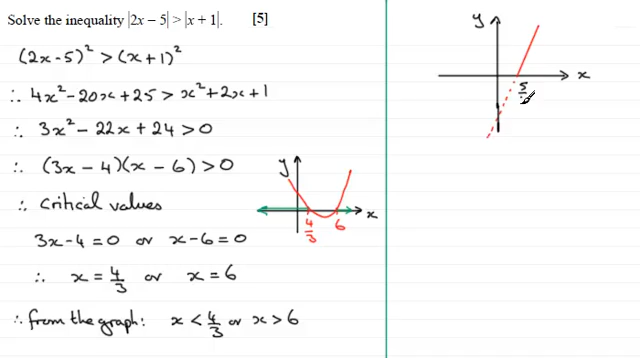 Solve the inequality |2x – 5| > |x + 1|. [5]
(2x-5)² > (x+1)²
∴ 4x² - 20x + 25 > x² + 2x + 1
∴ 3x² - 22x + 24 > 0
∴ (3x - 4)(x - 6) > 0
∴ critical values
3x - 4 = 0 or x - 6 = 0
∴ x = 4/3 or x = 6
∴ from the graph: x < 4/3 or x > 6
y
x
4/3
6
y
x
5